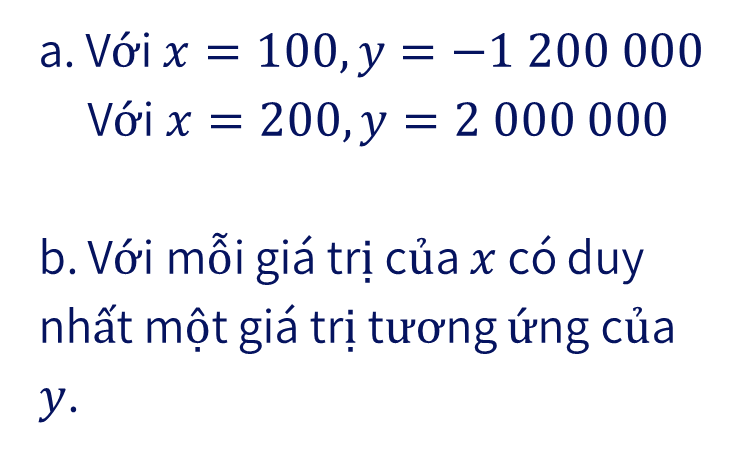 a. Với x = 100, y = −1 200 000
Với x = 200, y = 2 000 000
b. Với mỗi giá trị của x có duy
nhất một giá trị tương ứng của
y.